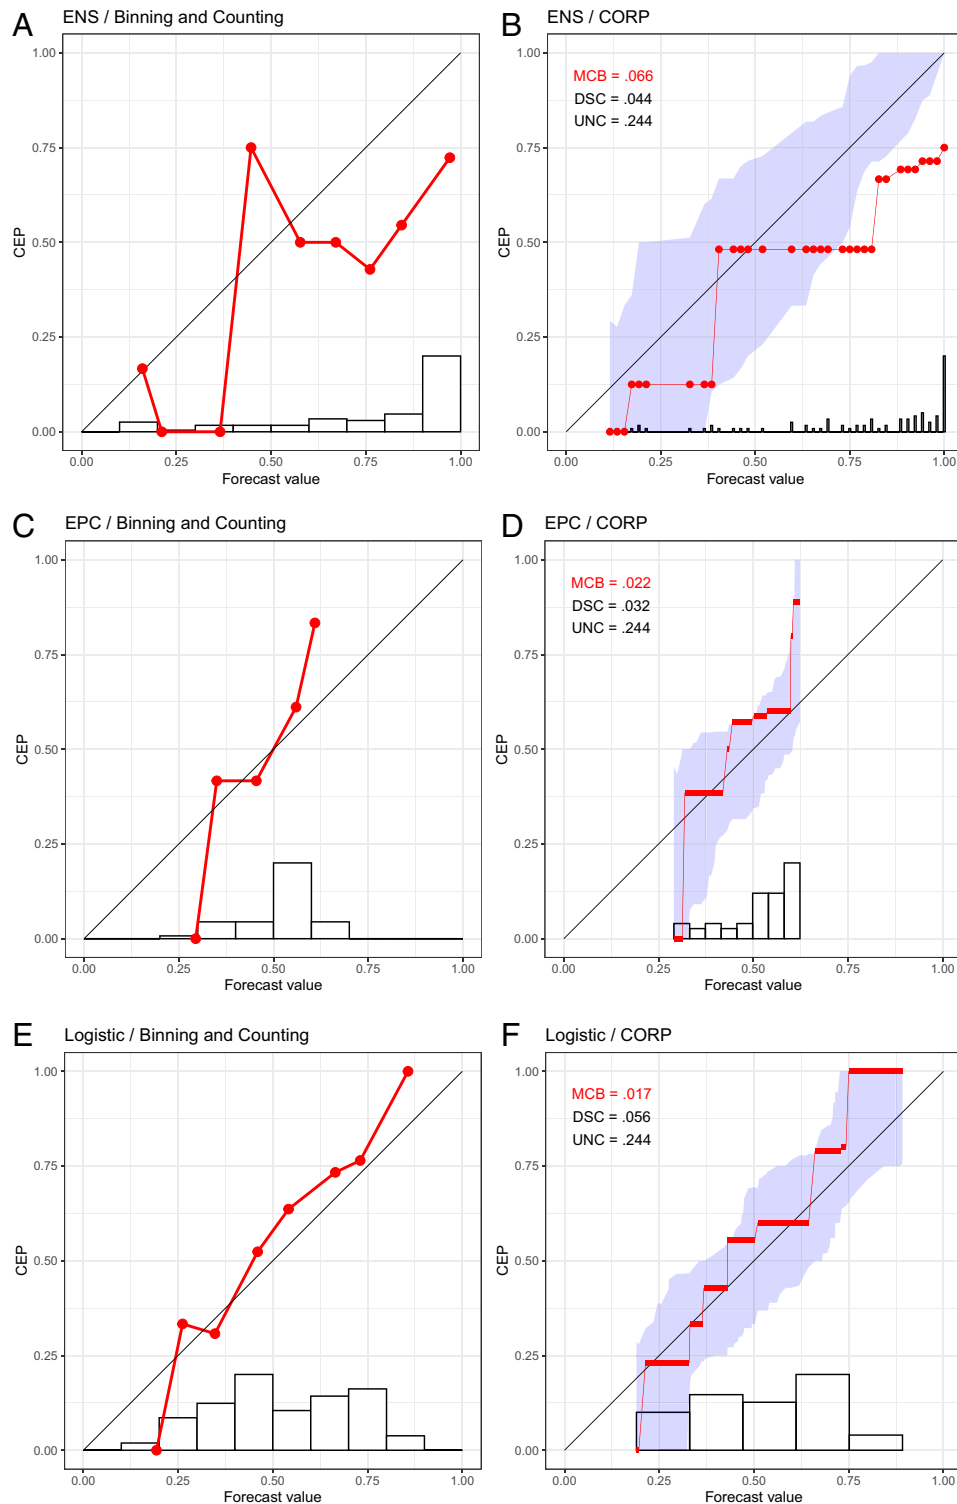 A ENS / Binning and Counting
1.00
0.75
0.50
0.25
0.00
CEP
0.00 0.25 0.50 0.75 1.00
Forecast value
B ENS / CORP
MCB = .066
DSC = .044
UNC = .244
1.00
0.75
0.50
0.25
0.00
CEP
0.00 0.25 0.50 0.75 1.00
Forecast value
C EPC / Binning and Counting
1.00
0.75
0.50
0.25
0.00
CEP
0.00 0.25 0.50 0.75 1.00
Forecast value
D EPC / CORP
MCB = .022
DSC = .032
UNC = .244
1.00
0.75
0.50
0.25
0.00
CEP
0.00 0.25 0.50 0.75 1.00
Forecast value
E Logistic / Binning and Counting
1.00
0.75
0.50
0.25
0.00
CEP
0.00 0.25 0.50 0.75 1.00
Forecast value
F Logistic / CORP
MCB = .017
DSC = .056
UNC = .244
1.00
0.75
0.50
0.25
0.00
CEP
0.00 0.25 0.50 0.75 1.00
Forecast value